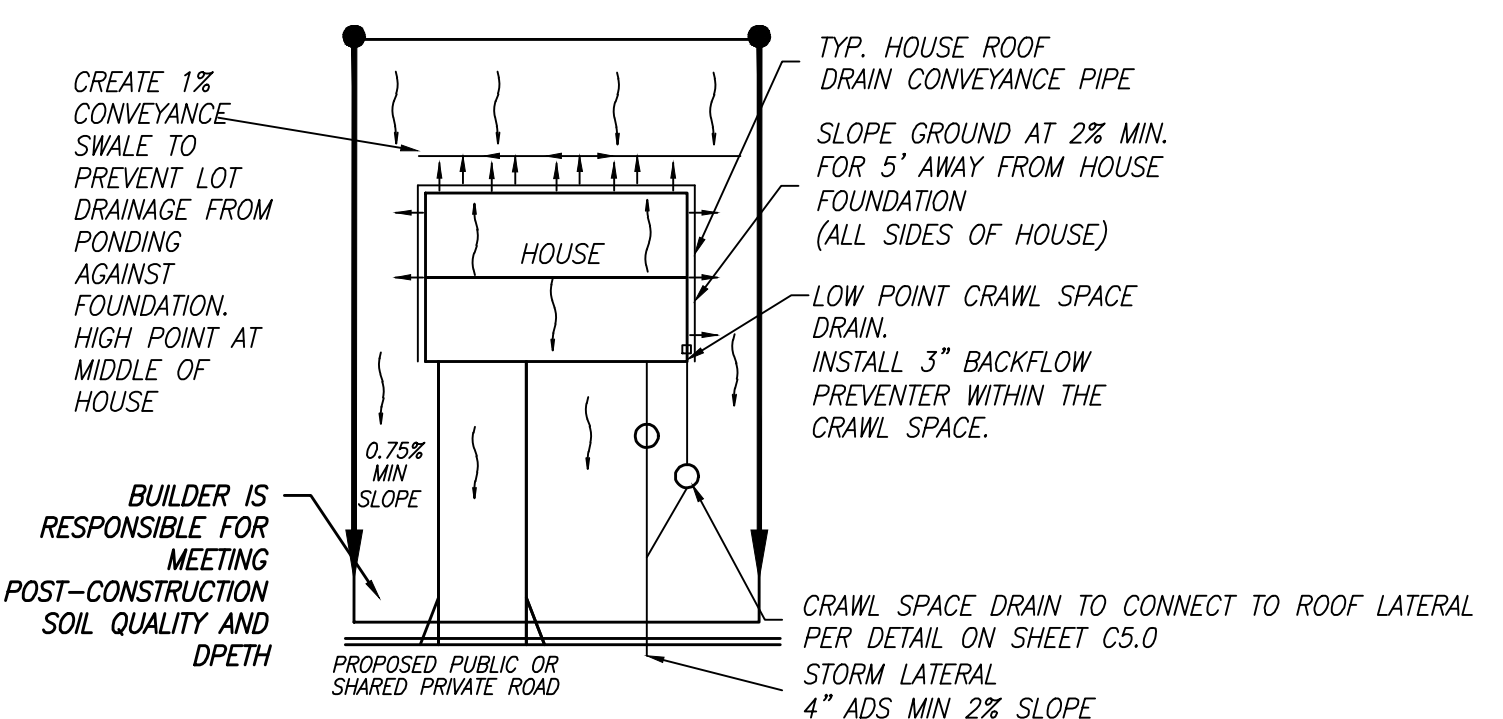 CREATE 1%
CONVEYANCE
SWALE TO
PREVENT LOT
DRAINAGE FROM
PONDING
AGAINST
FOUNDATION.
HIGH POINT AT
MIDDLE OF
HOUSE
TYP. HOUSE ROOF
DRAIN CONVEYANCE PIPE
SLOPE GROUND AT 2% MIN.
FOR 5' AWAY FROM HOUSE
FOUNDATION
(ALL SIDES OF HOUSE)
HOUSE
LOW POINT CRAWL SPACE
DRAIN.
INSTALL 3" BACKFLOW
PREVENTER WITHIN THE
CRAWL SPACE.
0.75%
MIN
SLOPE
BUILDER IS
RESPONSIBLE FOR
MEETING
POST-CONSTRUCTION
SOIL QUALITY AND
DPETH
PROPOSED PUBLIC OR
SHARED PRIVATE ROAD
CRAWL SPACE DRAIN TO CONNECT TO ROOF LATERAL
PER DETAIL ON SHEET C5.0
STORM LATERAL
4" ADS MIN 2% SLOPE